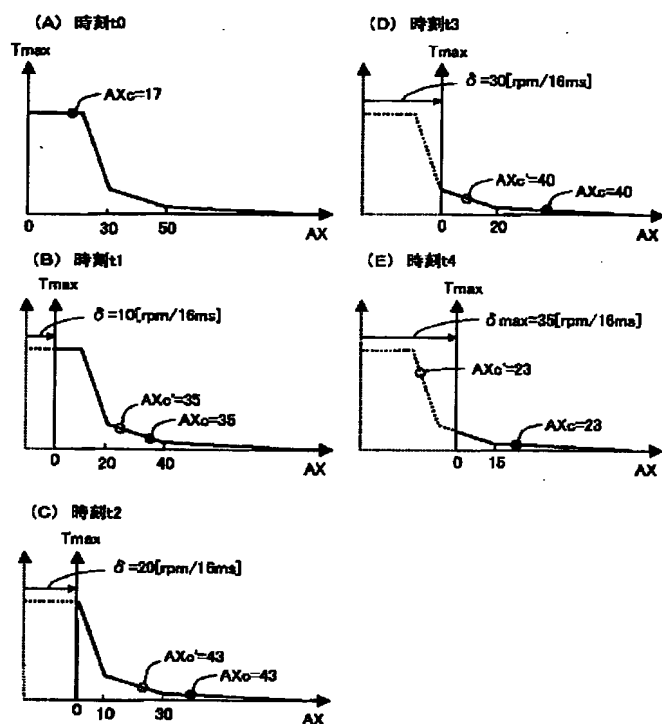 (A) 時刻t0
Tmax
AXc=17
0 30 50
AX
(B) 時刻t1
Tmax
δ=10[rpm/16ms]
AXc'=35
AXc=35
0 20 40
AX
(C) 時刻t2
Tmax
δ=20[rpm/16ms]
AXc'=43
AXc=43
0 10 30
AX
(D) 時刻t3
Tmax
δ=30[rpm/16ms]
AXc'=40
AXc=40
0 20
AX
(E) 時刻t4
Tmax
δmax=35[rpm/16ms]
AXc'=23
AXc=23
0 15
AX